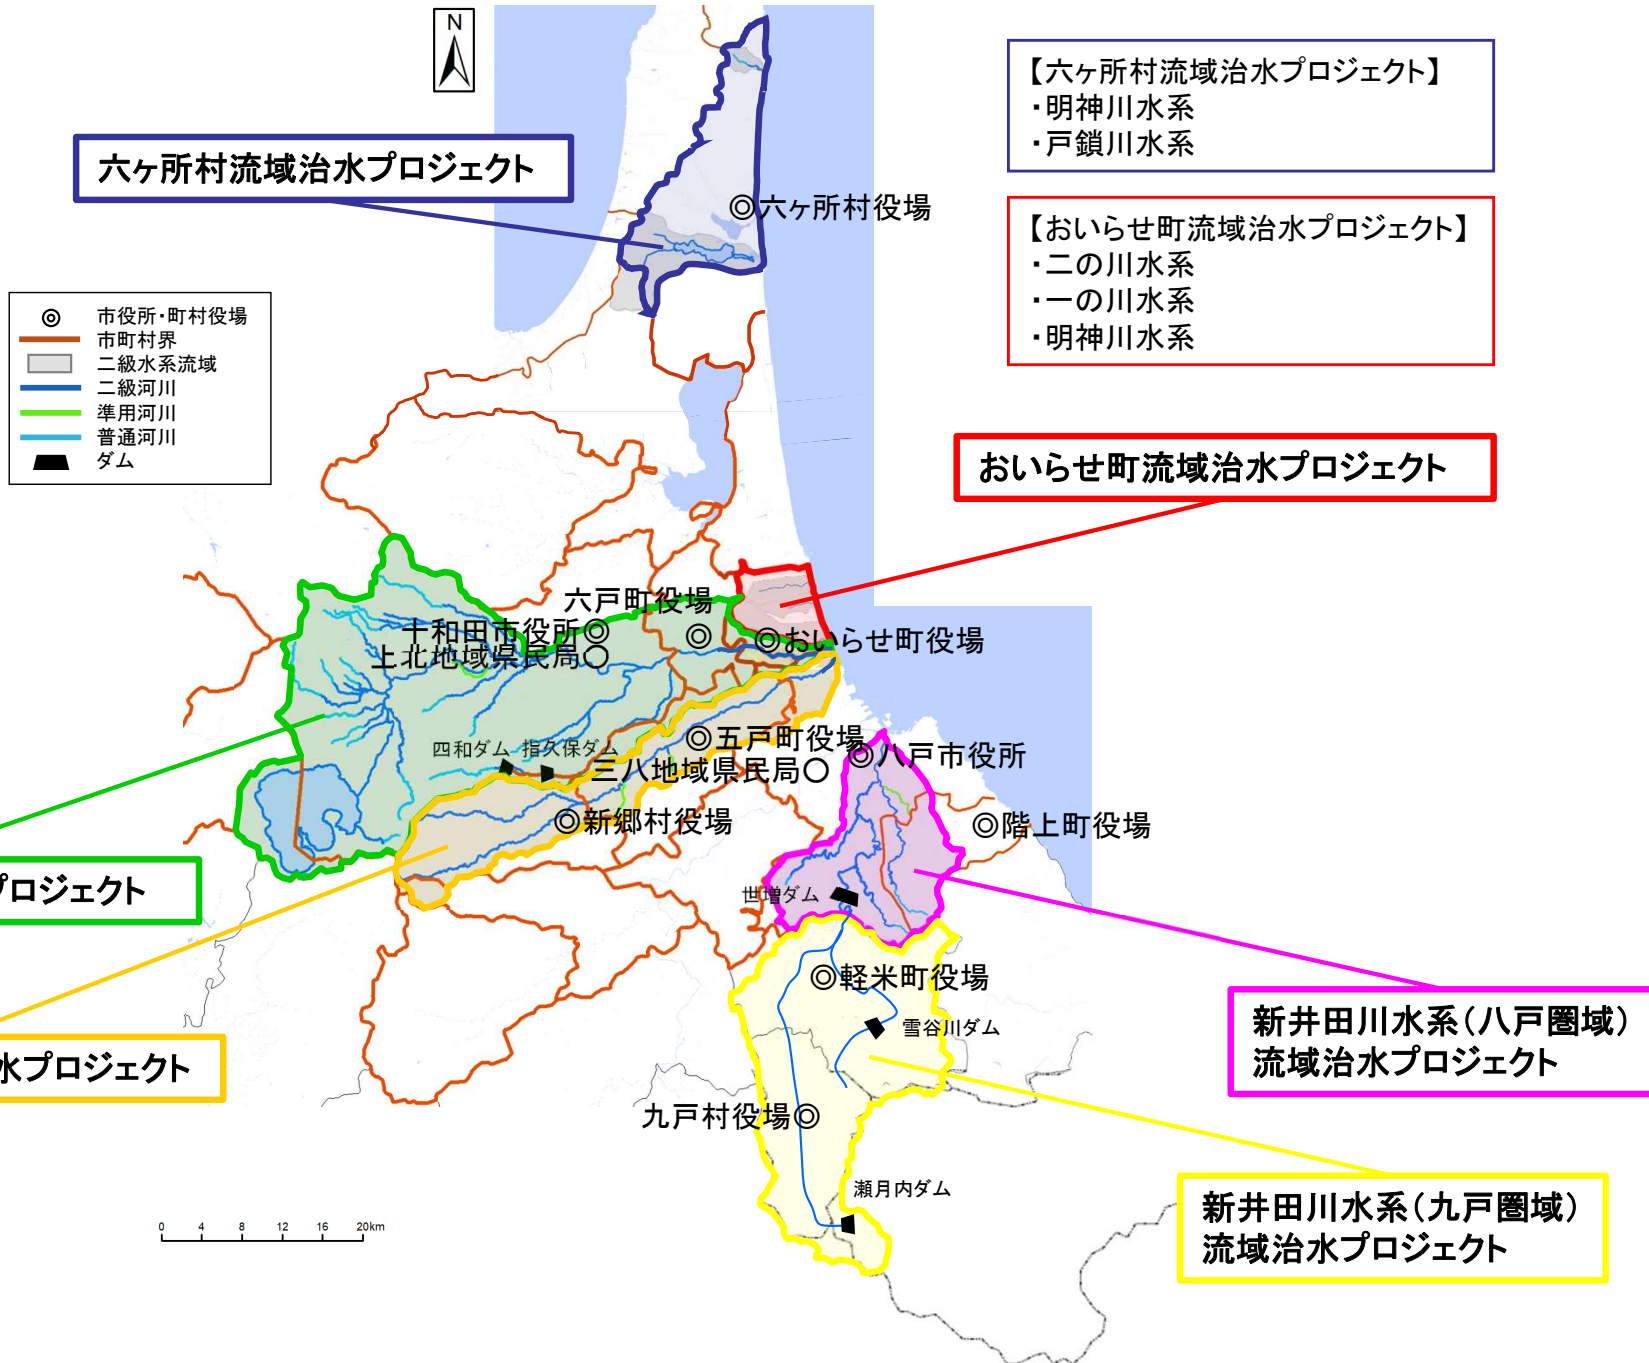 N
【六ヶ所村流域治水プロジェクト】
・明神川水系
・戸鎖川水系
六ヶ所村流域治水プロジェクト
◎六ヶ所村役場
【おいらせ町流域治水プロジェクト】
・二の川水系
・一の川水系
・明神川水系
◎ 市役所・町村役場
市町村界
二級水系流域
二級河川
準用河川
普通河川
ダム
おいらせ町流域治水プロジェクト
六戸町役場
◎
十和田市役所◎
上北地域県民局○
◎おいらせ町役場
四和ダム
指久保ダム
◎五戸町役場
三八地域県民局○
◎八戸市役所
◎新郷村役場
◎階上町役場
プロジェクト
世増ダム
◎軽米町役場
雪谷川ダム
水プロジェクト
新井田川水系(八戸圏域)
流域治水プロジェクト
九戸村役場◎
瀬月内ダム
新井田川水系(九戸圏域)
流域治水プロジェクト
0 4 8 12 16 20km